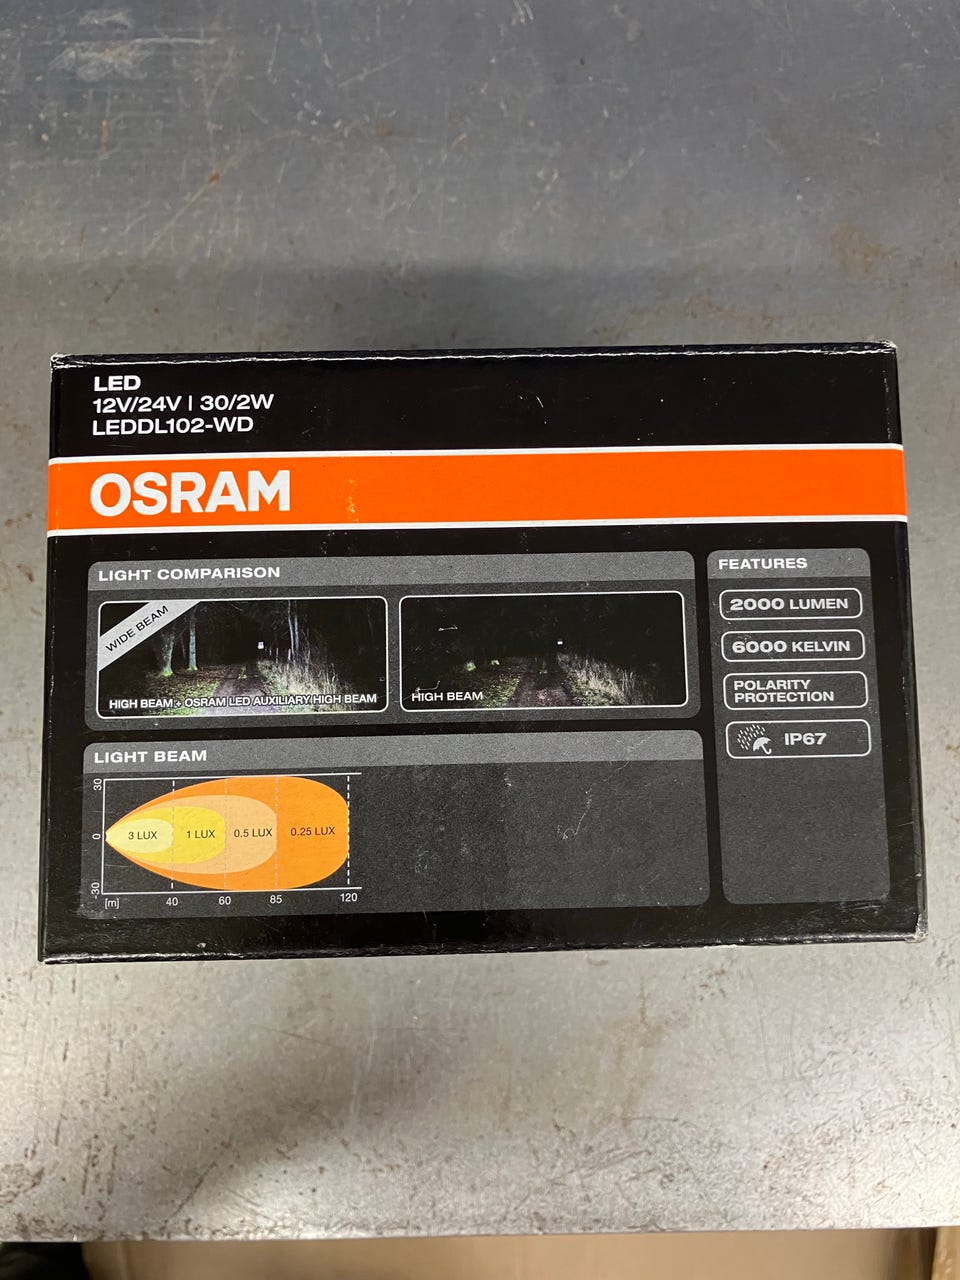 LED
12V/24V | 30/2W
LEDDL102-WD
OSRAM
LIGHT COMPARISON
WIDE BEAM
HIGH BEAM + OSRAM LED AUXILIARY HIGH BEAM
HIGH BEAM
LIGHT BEAM
30
0
-30
3 LUX
1 LUX
0.5 LUX
0.25 LUX
[m]
40
60
85
120
FEATURES
2000 LUMEN
6000 KELVIN
POLARITY
PROTECTION
IP67